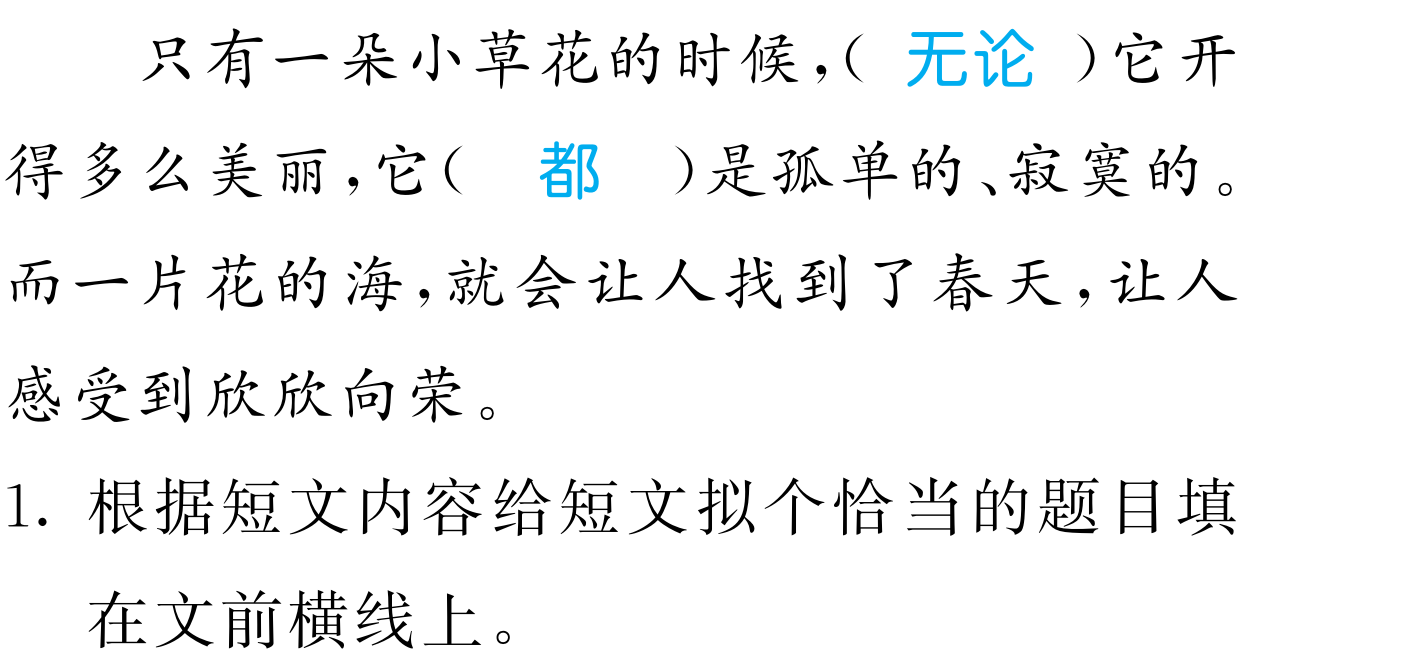 只有一朵小草花的时候,( 无论 )它开
得多么美丽,它( 都 )是孤单的、寂寞的。
而一片花的海,就会让人找到了春天,让人
感受到欣欣向荣。
1. 根据短文内容给短文拟个恰当的题目填
在文前横线上。